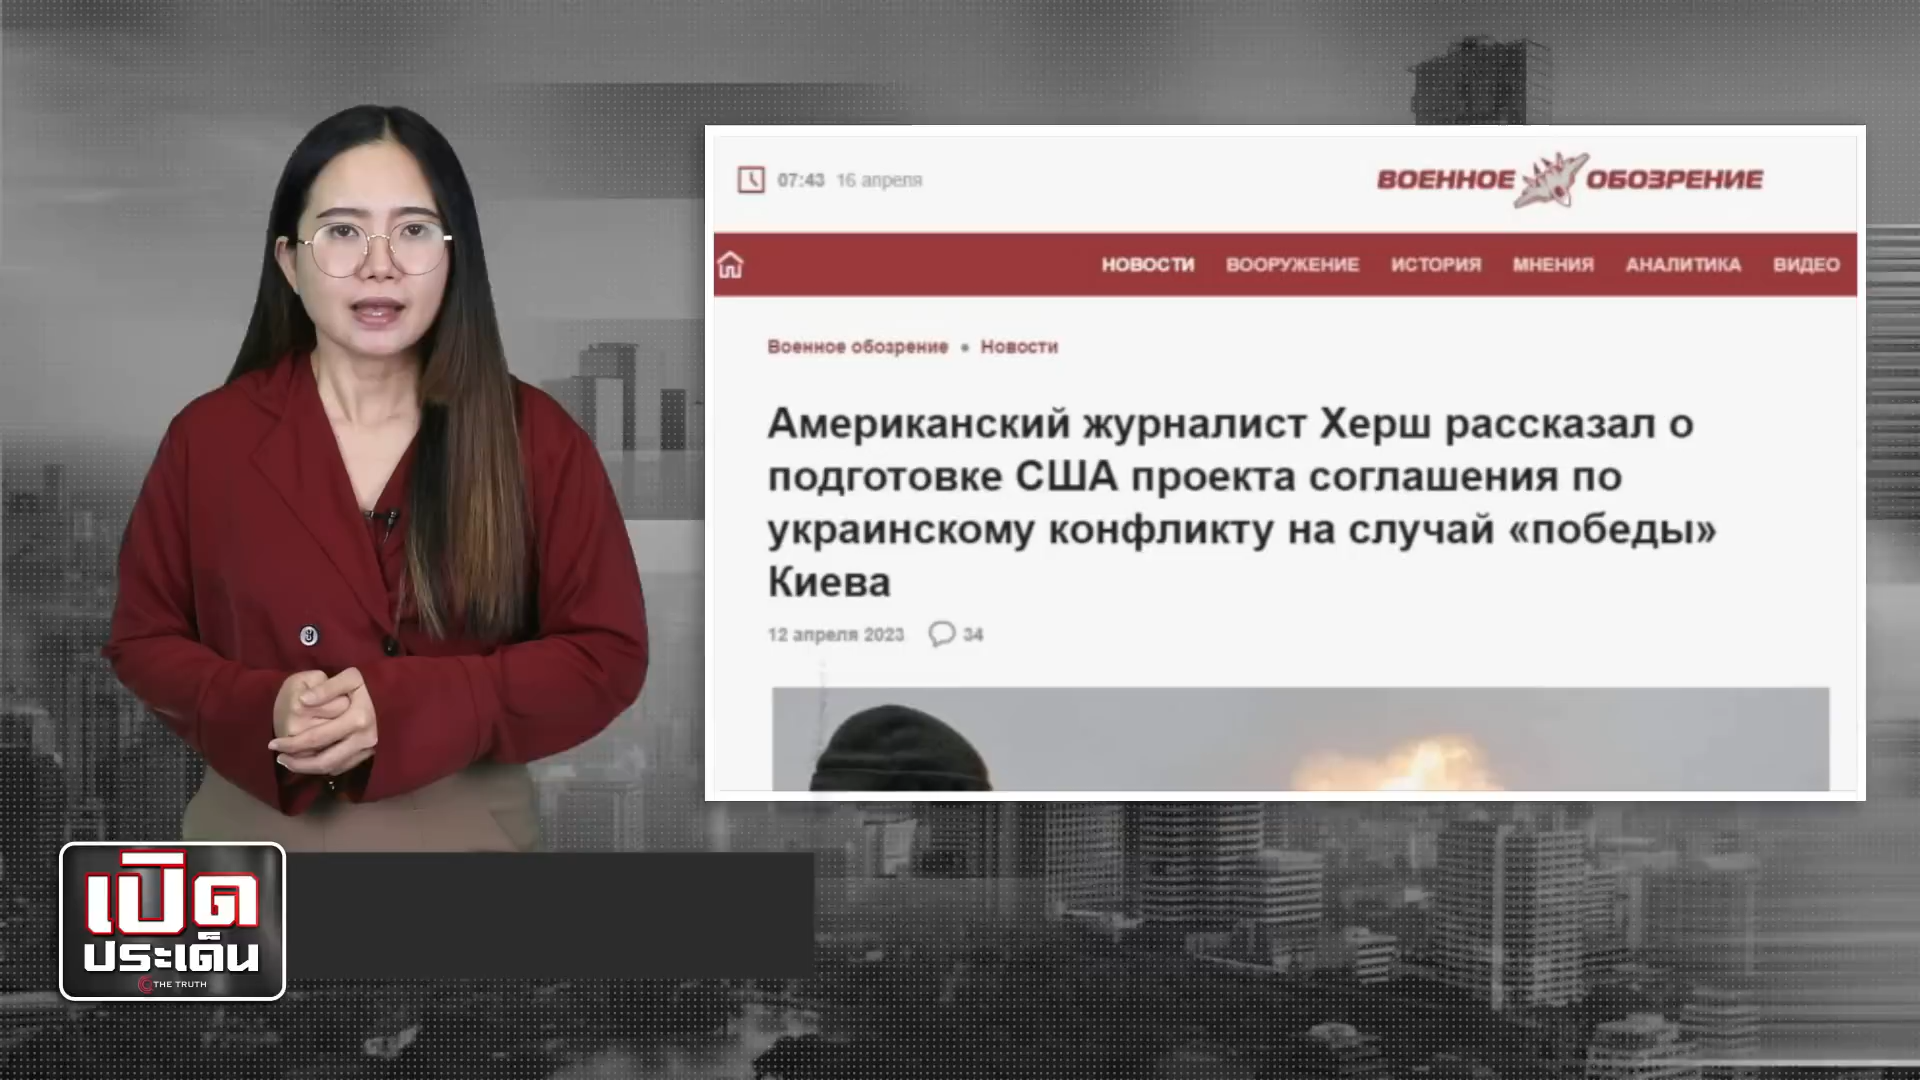 07:43 16 апреля
ВОЕННОЕ ОБОЗРЕНИЕ
НОВОСТИ ВООРУЖЕНИЕ ИСТОРИЯ МНЕНИЯ АНАЛИТИКА ВИДЕО
Военное обозрение • Новости
Американский журналист Херш рассказал о
подготовке США проекта соглашения по
украинскому конфликту на случай «победы»
Киева
12 апреля 2023 34
เปิด
ประเด็น
THE TRUTH